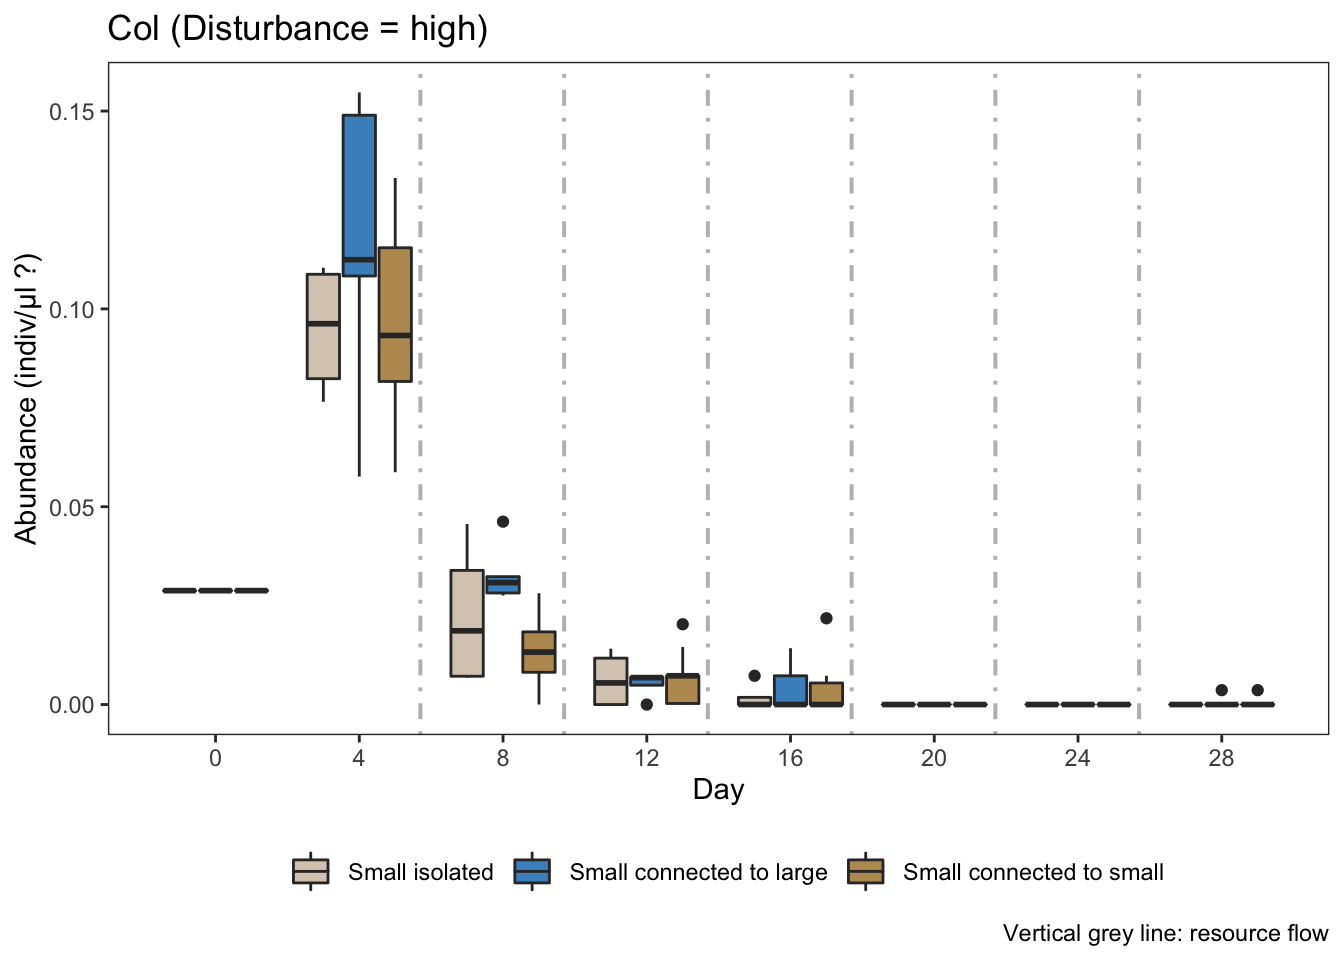 Col (Disturbance = high)
Abundance (indiv/µl ?)
0.15
0.10
0.05
0.00
0 4 8 12 16 20 24 28
Day
Small isolated Small connected to large Small connected to small
Vertical grey line: resource flow